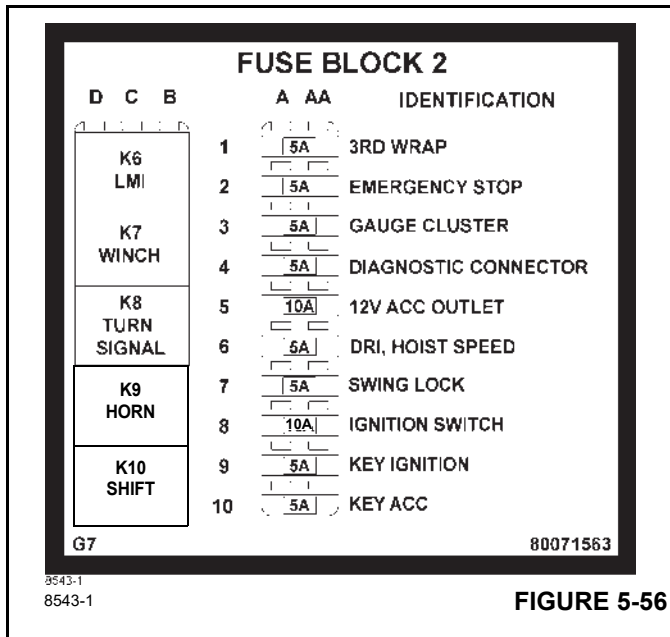 FUSE BLOCK 2
D C B A AA IDENTIFICATION
K6
LMI
K7
WINCH
K8
TURN
SIGNAL
K9
HORN
K10
SHIFT
1 5A 3RD WRAP
2 5A EMERGENCY STOP
3 5A GAUGE CLUSTER
4 5A DIAGNOSTIC CONNECTOR
5 10A 12V ACC OUTLET
6 5A DRI, HOIST SPEED
7 5A SWING LOCK
8 10A IGNITION SWITCH
9 5A KEY IGNITION
10 5A KEY ACC
G7 80071563
8543-1
8543-1 FIGURE 5-56